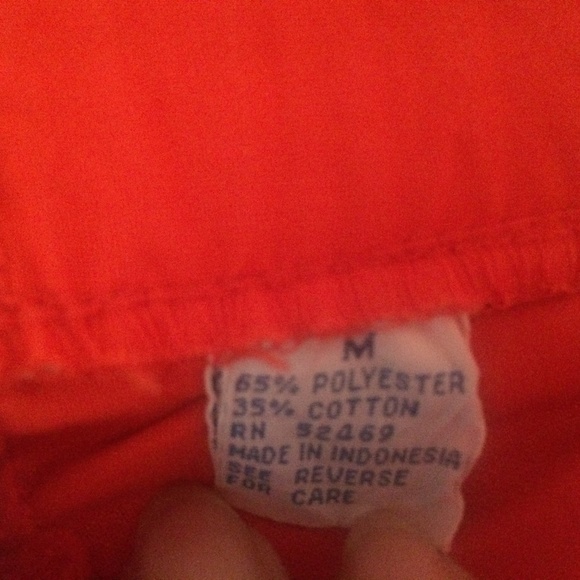 M
65% POLYESTER
35% COTTON
RN 52469
MADE IN INDONESIA
SEE REVERSE
FOR CARE